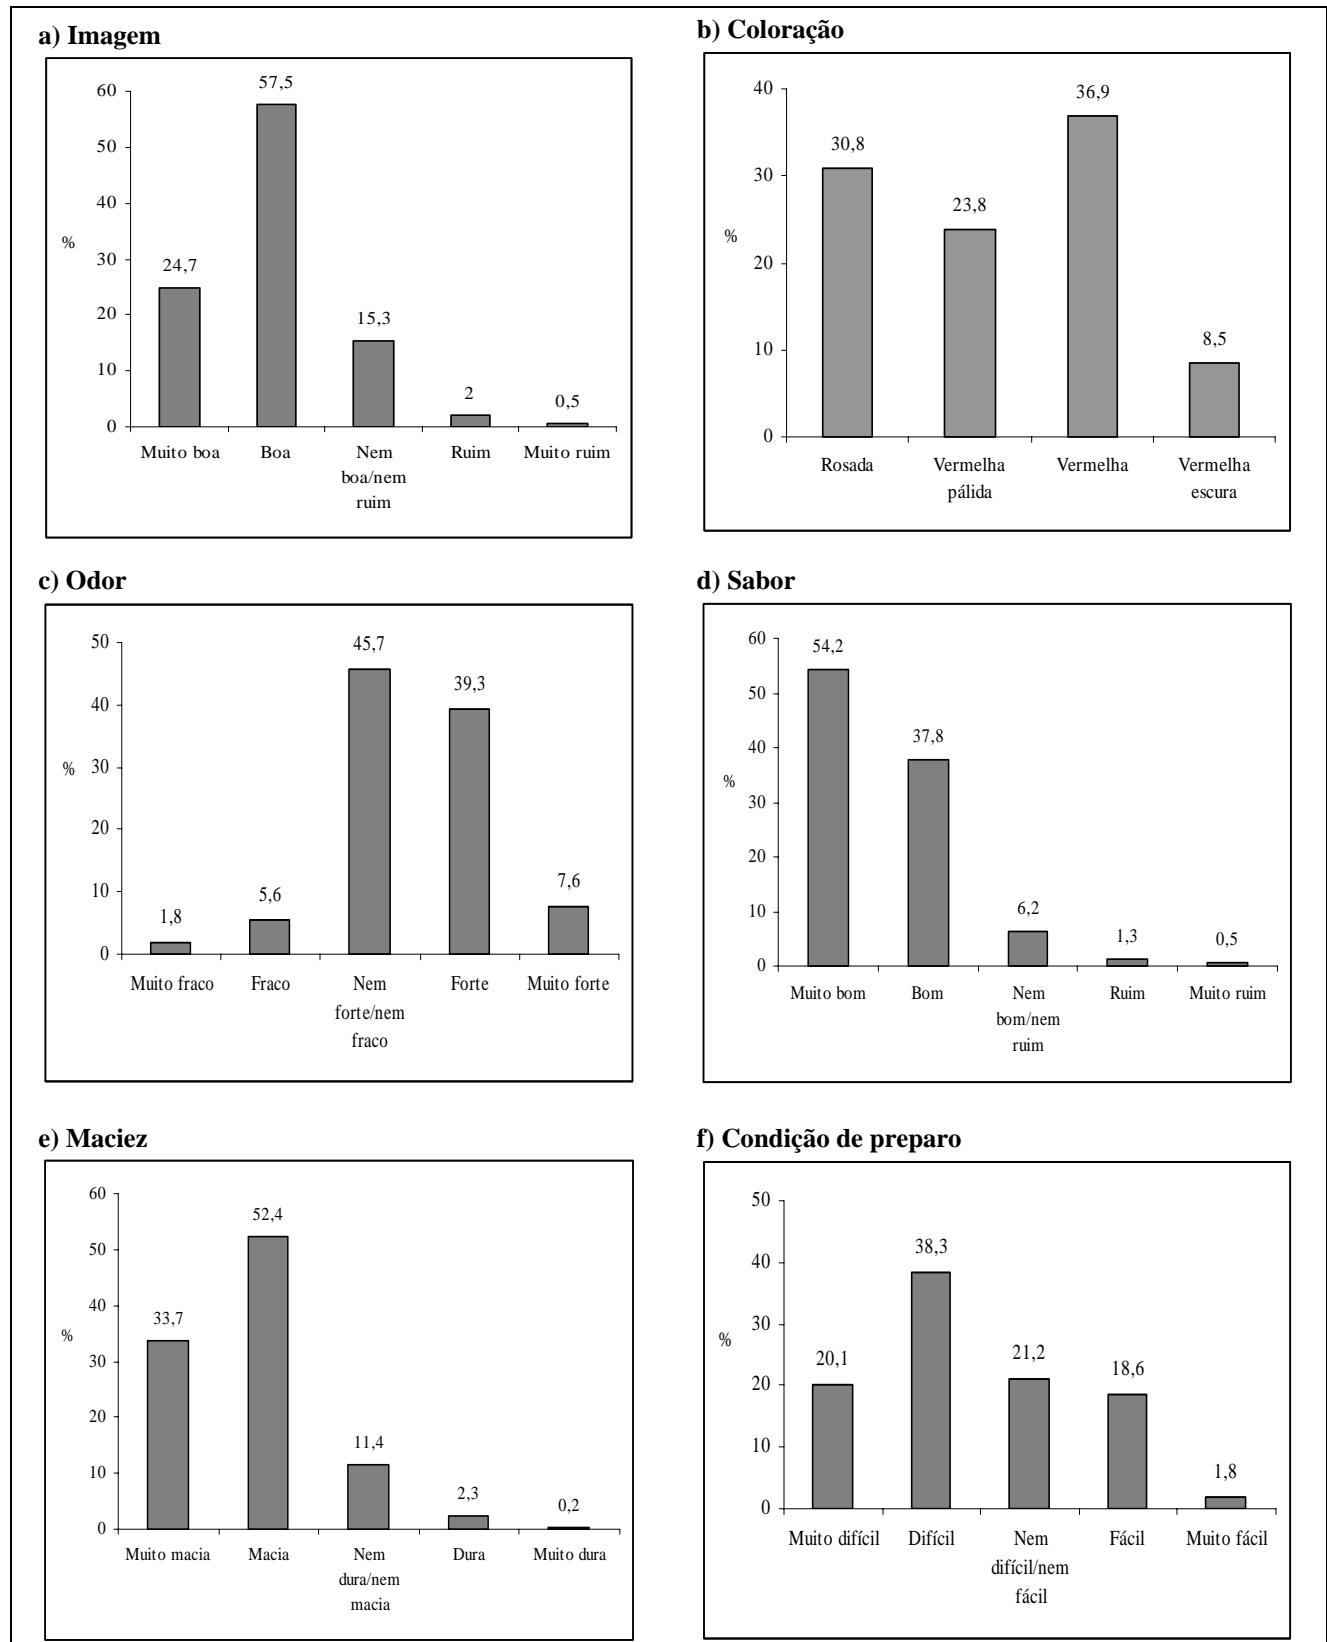 a) Imagem
57,5
60
50
40
%
30
24,7
20
15,3
10
2
0,5
0
Muito boa
Boa
Nem
boa/nem
ruim
Ruim
Muito ruim
b) Coloração
40
36,9
30,8
30
23,8
%
20
10
8,5
0
Rosada
Vermelha
pálida
Vermelha
Vermelha
escura
c) Odor
50
45,7
39,3
40
%
30
20
10
7,6
5,6
1,8
0
Muito fraco
Fraco
Nem
forte/nem
fraco
Forte
Muito forte
d) Sabor
60
54,2
50
40
37,8
%
30
20
10
6,2
1,3
0,5
0
Muito bom
Bom
Nem
bom/nem
ruim
Ruim
Muito ruim
e) Maciez
60
52,4
50
40
33,7
%
30
20
11,4
10
2,3
0,2
0
Muito macia
Macia
Nem
dura/nem
macia
Dura
Muito dura
f) Condição de preparo
50
40
38,3
30
%
20,1
21,2
18,6
20
10
1,8
0
Muito difícil
Difícil
Nem
difícil/nem
fácil
Fácil
Muito fácil